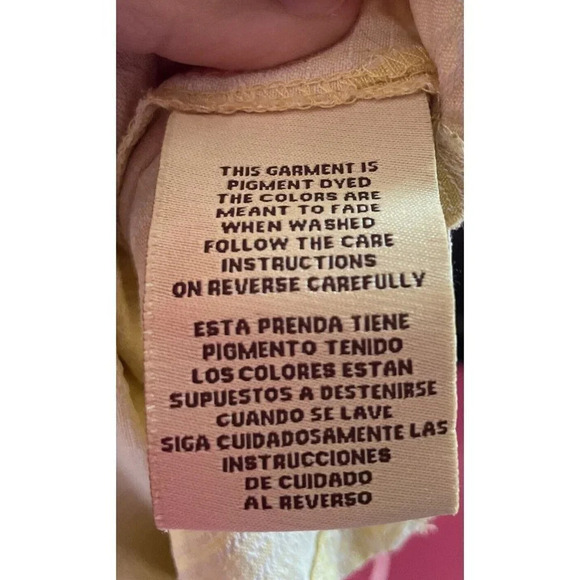 THIS GARMENT IS
PIGMENT DYED
THE COLORS ARE
MEANT TO FADE
WHEN WASHED
FOLLOW THE CARE
INSTRUCTIONS
ON REVERSE CAREFULLY
ESTA PRENDA TIENE
PIGMENTO TENIDO
LOS COLORES ESTAN
SUPUESTOS A DESTENIRSE
CUANDO SE LAVE
SIGA CUIDADOSAMENTE LAS
INSTRUCCIONES
DE CUIDADO
AL REVERSO